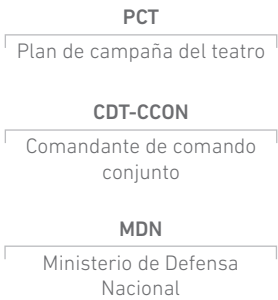 PCT
Plan de campaña del teatro
CDT-CCON
Comandante de comando
conjunto
MDN
Ministerio de Defensa
Nacional